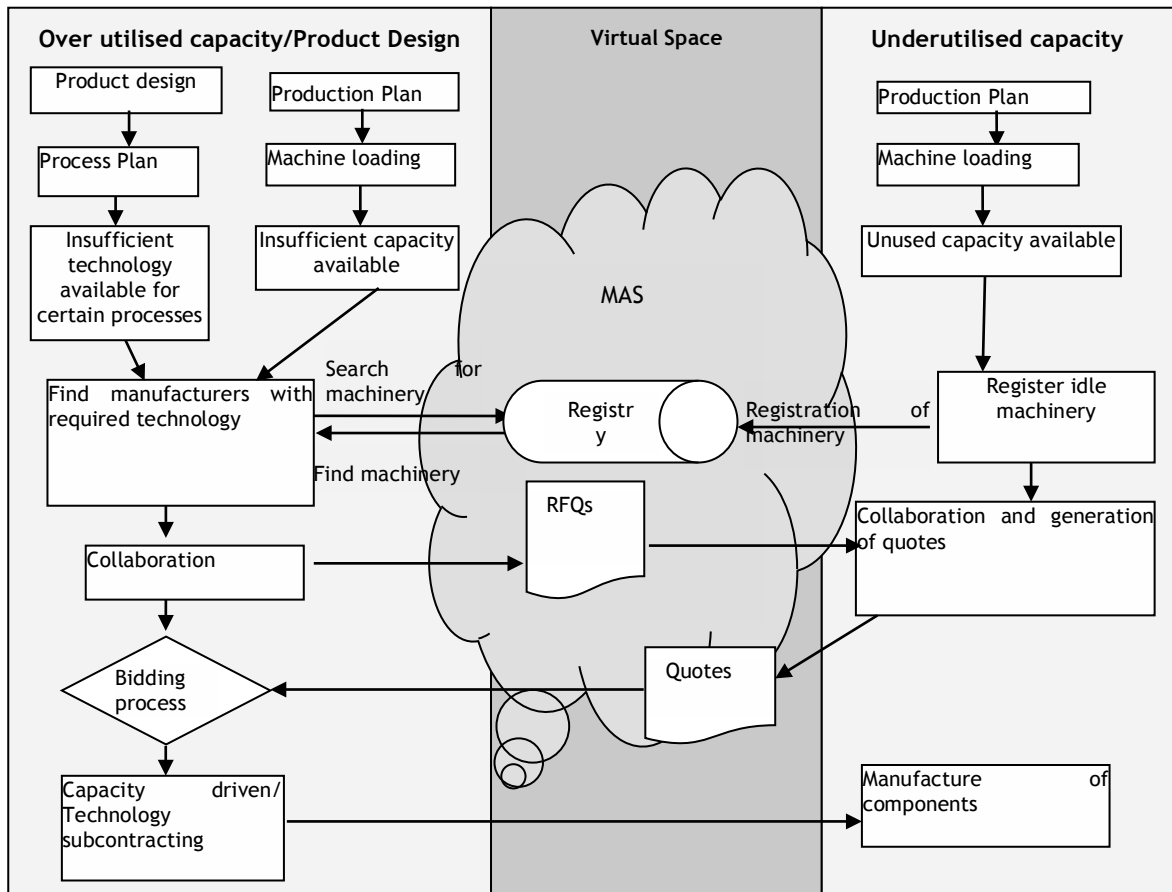 Over utilised capacity/Product Design
Virtual Space
Underutilised capacity
Product design
Production Plan
Process Plan
Machine loading
Insufficient
technology
available for
certain processes
Insufficient capacity
available
Find manufacturers with
required technology
Search for
machinery
Find machinery
Collaboration
Bidding
process
Capacity driven/
Technology
subcontracting
MAS
Registr
y
RFQs
Quotes
Registration of
machinery
Production Plan
Machine loading
Unused capacity available
Register idle
machinery
Collaboration and generation
of quotes
Manufacture of
components